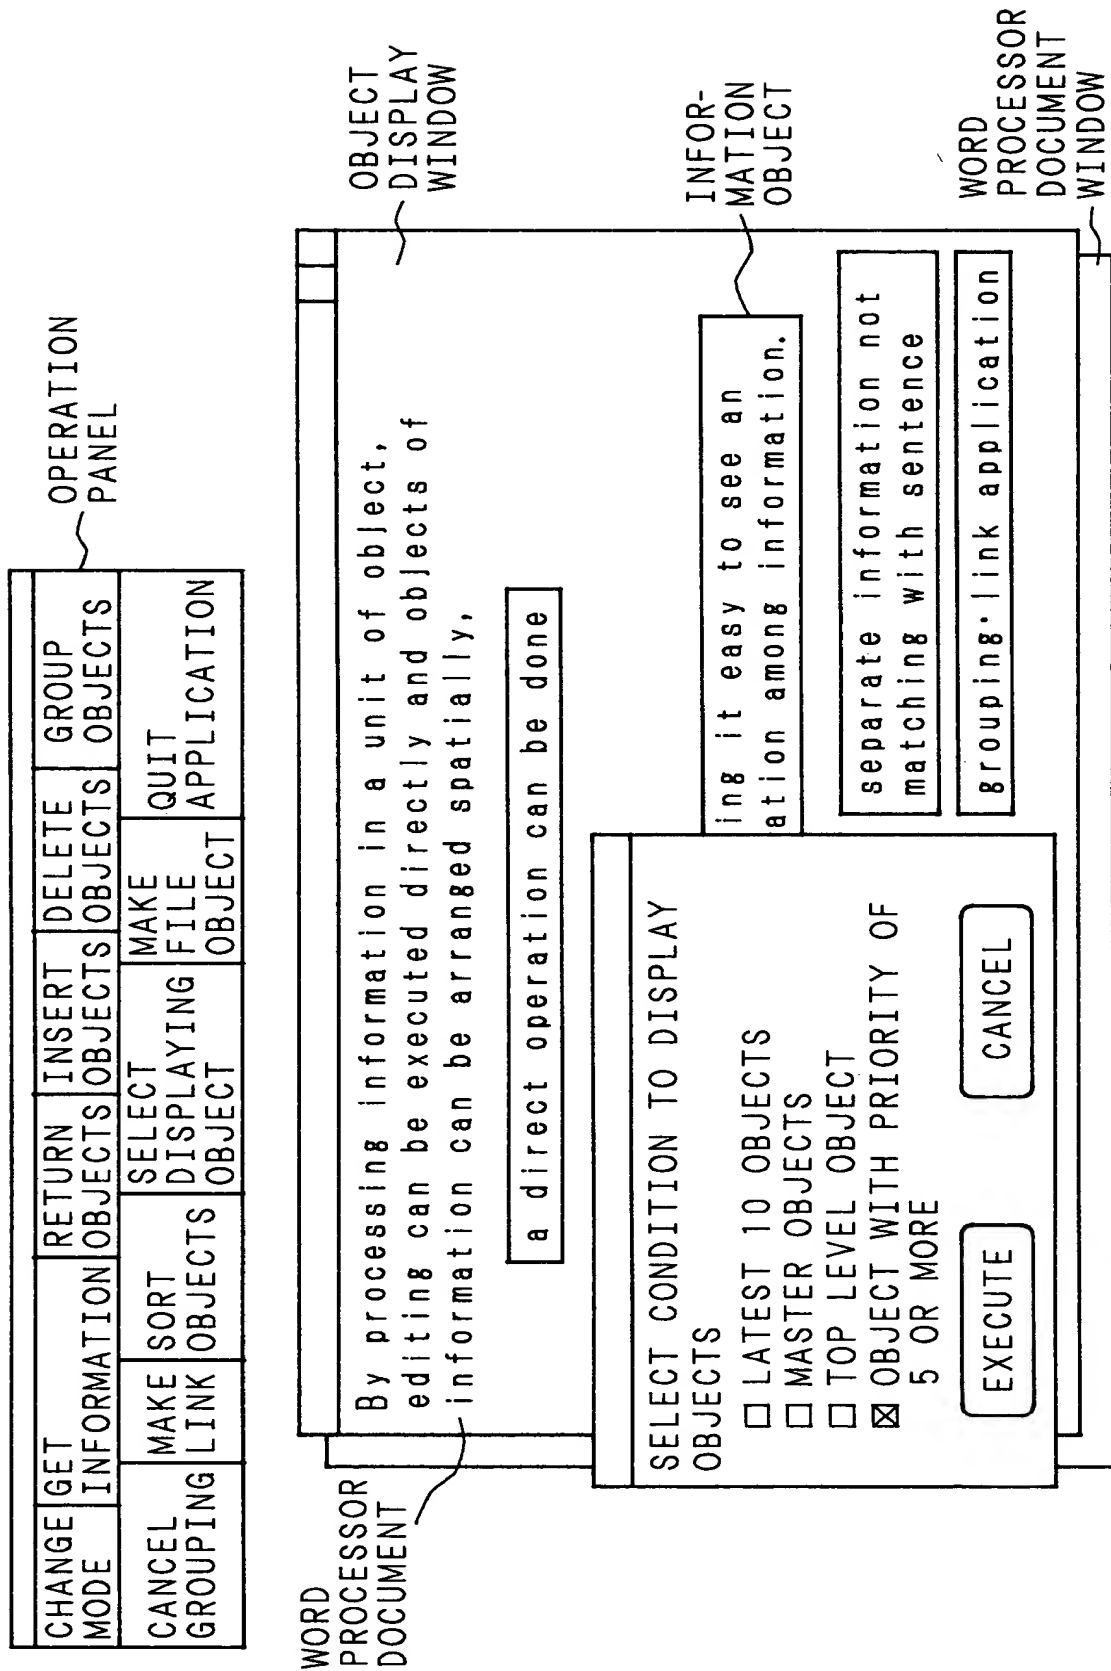 OPERATION
PANEL
CHANGE
MODE
GET
INFORMATION
RETURN
OBJECTS
INSERT
OBJECTS
DELETE
OBJECTS
GROUP
OBJECTS
CANCEL
GROUPING
MAKE
LINK
SORT
OBJECTS
SELECT
DISPLAYING
OBJECT
MAKE
FILE
OBJECT
QUIT
APPLICATION
WORD
PROCESSOR
DOCUMENT
OBJECT
DISPLAY
WINDOW
By processing information in a unit of object,
editing can be executed directly and objects of
information can be arranged spatially,
a direct operation can be done
INFOR-
MATION
OBJECT
ing it easy to see an
ation among information.
separate information not
matching with sentence
grouping·link application
SELECT CONDITION TO DISPLAY
OBJECTS
LATEST 10 OBJECTS
MASTER OBJECTS
TOP LEVEL OBJECT
OBJECT WITH PRIORITY OF
5 OR MORE
EXECUTE
CANCEL
WORD
PROCESSOR
DOCUMENT
WINDOW